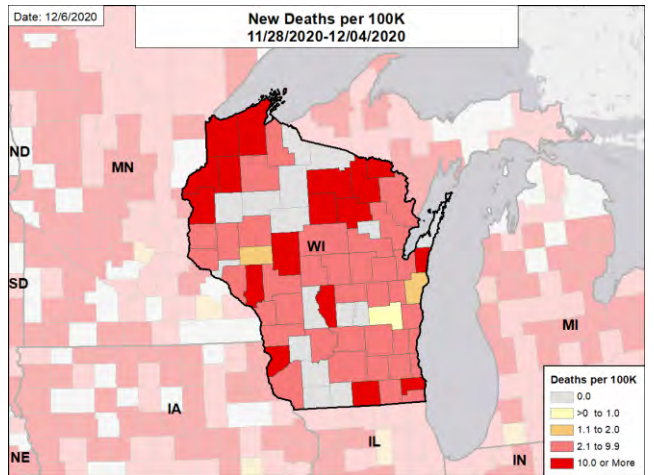 Date: 12/6/2020
New Deaths per 100K
11/28/2020-12/04/2020
ND
MN
WI
SD
MI
IA
NE
IL
IN
Deaths per 100K
0.0
>0 to 1.0
1.1 to 2.0
2.1 to 9.9
10.0 or More